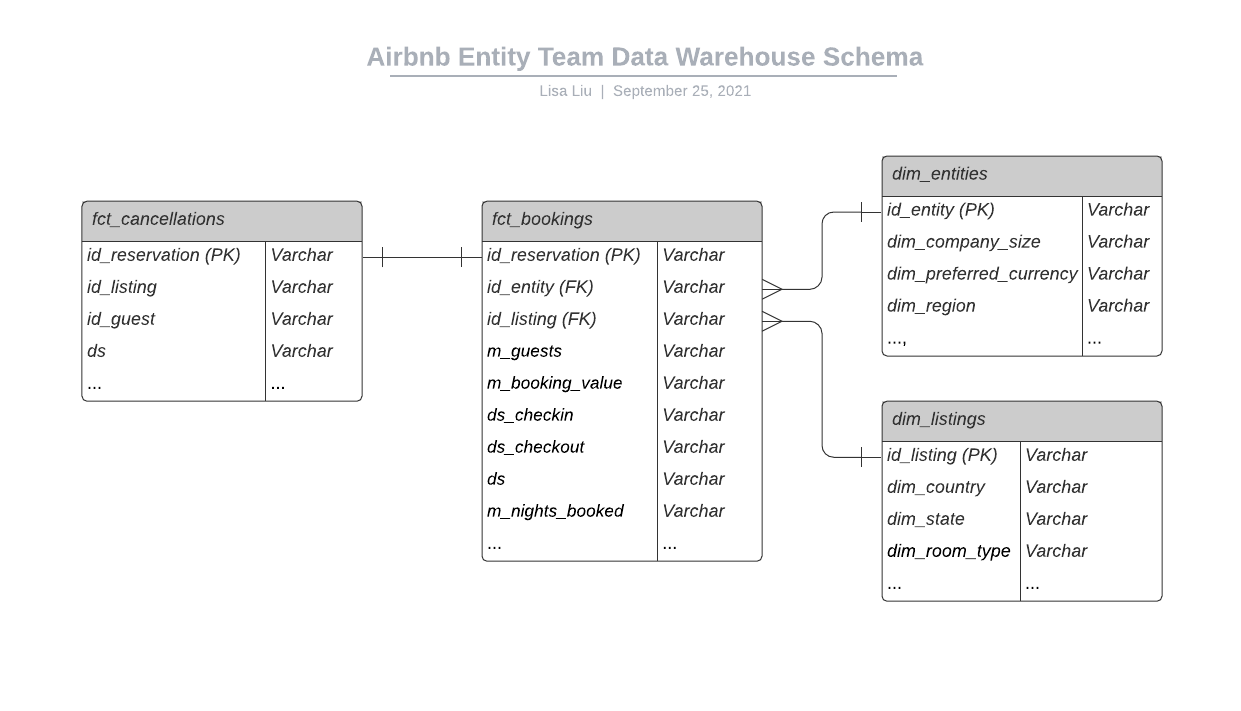 Airbnb Entity Team Data Warehouse Schema
Lisa Liu | September 25, 2021
fct_cancellations
id_reservation (PK) Varchar
id_listing Varchar
id_guest Varchar
ds Varchar
... ...
fct_bookings
id_reservation (PK) Varchar
id_entity (FK) Varchar
id_listing (FK) Varchar
m_guests Varchar
m_booking_value Varchar
ds_checkin Varchar
ds_checkout Varchar
ds Varchar
m_nights_booked Varchar
... ...
dim_entities
id_entity (PK) Varchar
dim_company_size Varchar
dim_preferred_currency Varchar
dim_region Varchar
..., ...
dim_listings
id_listing (PK) Varchar
dim_country Varchar
dim_state Varchar
dim_room_type Varchar
... ...